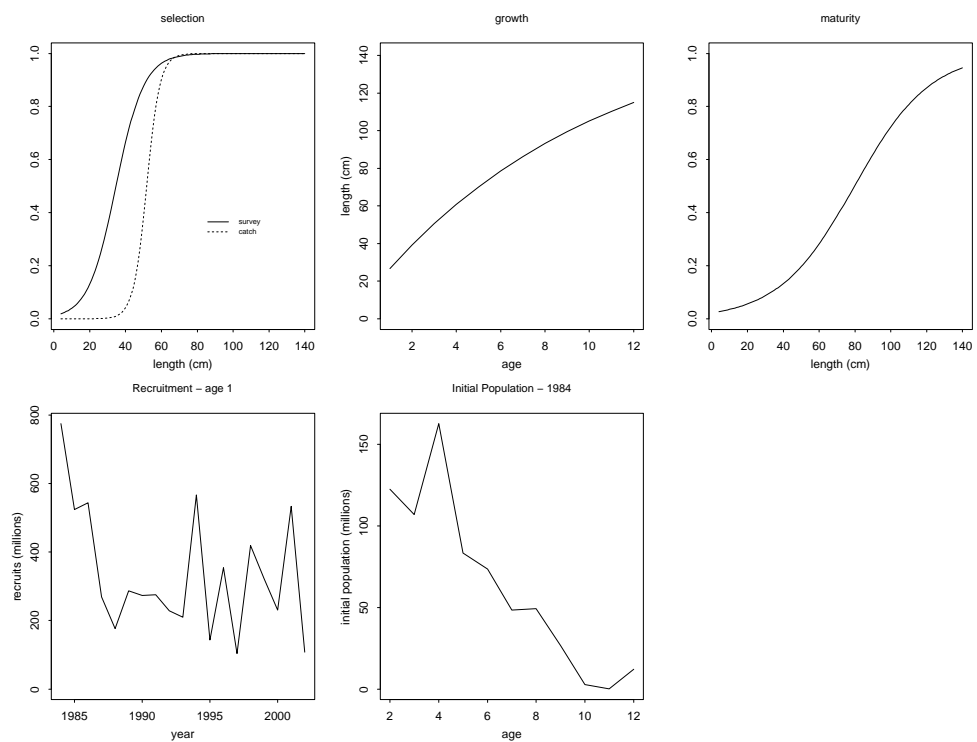 selection
1.0
0.8
0.6
0.4
0.2
0.0
survey
catch
0 20 40 60 80 100 120 140
length (cm)
growth
length (cm)
140
120
100
80
60
40
20
0
2 4 6 8 10 12
age
maturity
1.0
0.8
0.6
0.4
0.2
0.0
0 20 40 60 80 100 120 140
length (cm)
Recruitment – age 1
recruits (millions)
800
600
400
200
0
1985 1990 1995 2000
year
Initial Population – 1984
initial population (millions)
150
100
50
0
2 4 6 8 10 12
age